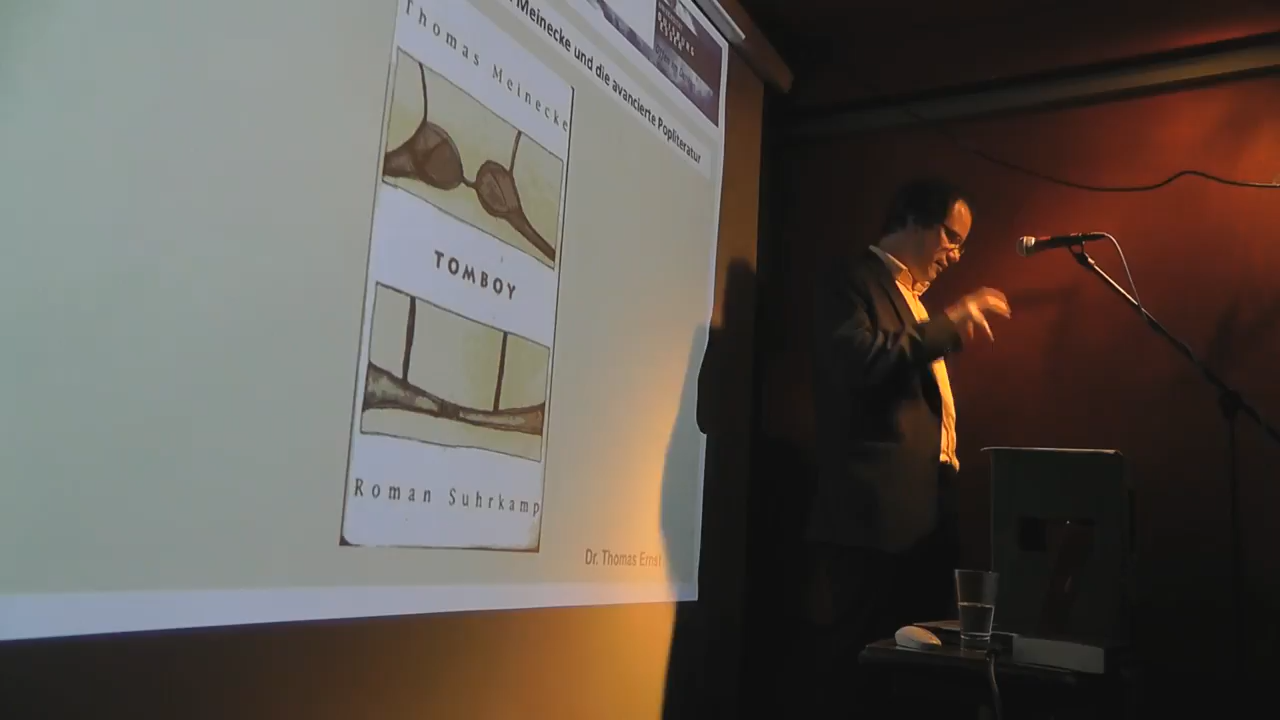 Meinecke und die avancierte Popliteratur
Thomas Meinecke
TOMBOY
Roman Suhrkamp
Dr. Thomas Ernst